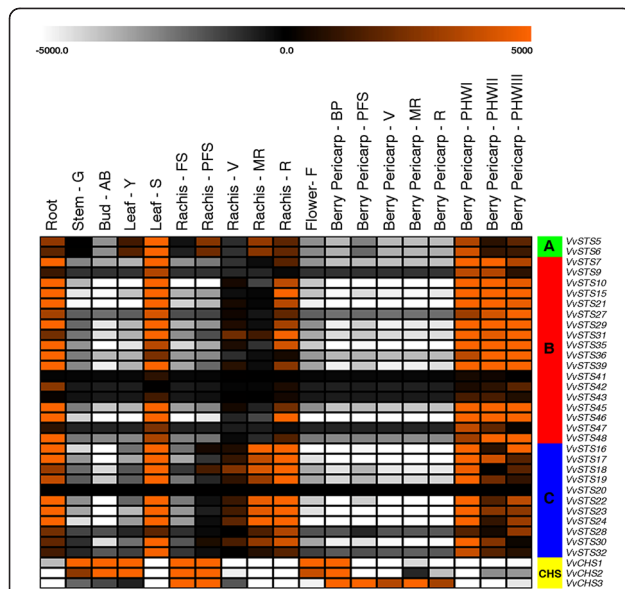 -5000.0 0.0 5000
Root
Stem - G
Bud - AB
Leaf - Y
Leaf - S
Rachis - FS
Rachis - PFS
Rachis - V
Rachis - MR
Rachis - R
Flower- F
Berry Pericarp - BP
Berry Pericarp - PFS
Berry Pericarp - V
Berry Pericarp - MR
Berry Pericarp - R
Berry Pericarp - PHWI
Berry Pericarp - PHWII
Berry Pericarp - PHWIII
A
B
C
CHS
VvSTS5
VvSTS6
VvSTS7
VvSTS9
VvSTS10
VvSTS15
VvSTS21
VvSTS27
VvSTS29
VvSTS31
VvSTS35
VvSTS36
VvSTS39
VvSTS41
VvSTS42
VvSTS43
VvSTS45
VvSTS46
VvSTS47
VvSTS48
VvSTS16
VvSTS17
VvSTS18
VvSTS19
VvSTS20
VvSTS22
VvSTS23
VvSTS24
VvSTS28
VvSTS30
VvSTS32
VvCHS1
VvCHS2
VvCHS3